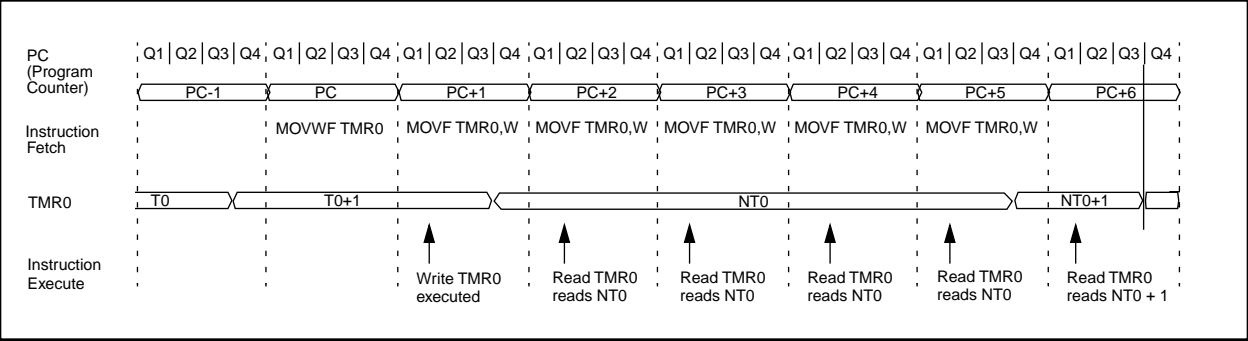 PC
(Program
Counter)
Q1 Q2 Q3 Q4 Q1 Q2 Q3 Q4 Q1 Q2 Q3 Q4 Q1 Q2 Q3 Q4 Q1 Q2 Q3 Q4 Q1 Q2 Q3 Q4 Q1 Q2 Q3 Q4 Q1 Q2 Q3 Q4
PC-1 PC PC+1 PC+2 PC+3 PC+4 PC+5 PC+6
Instruction
Fetch
MOVWF TMR0 MOVF TMR0,W MOVF TMR0,W MOVF TMR0,W MOVF TMR0,W MOVF TMR0,W
TMR0
T0 T0+1 NT0 NT0+1
Instruction
Execute
Write TMR0
executed
Read TMR0
reads NT0
Read TMR0
reads NT0
Read TMR0
reads NT0
Read TMR0
reads NT0
Read TMR0
reads NT0 + 1